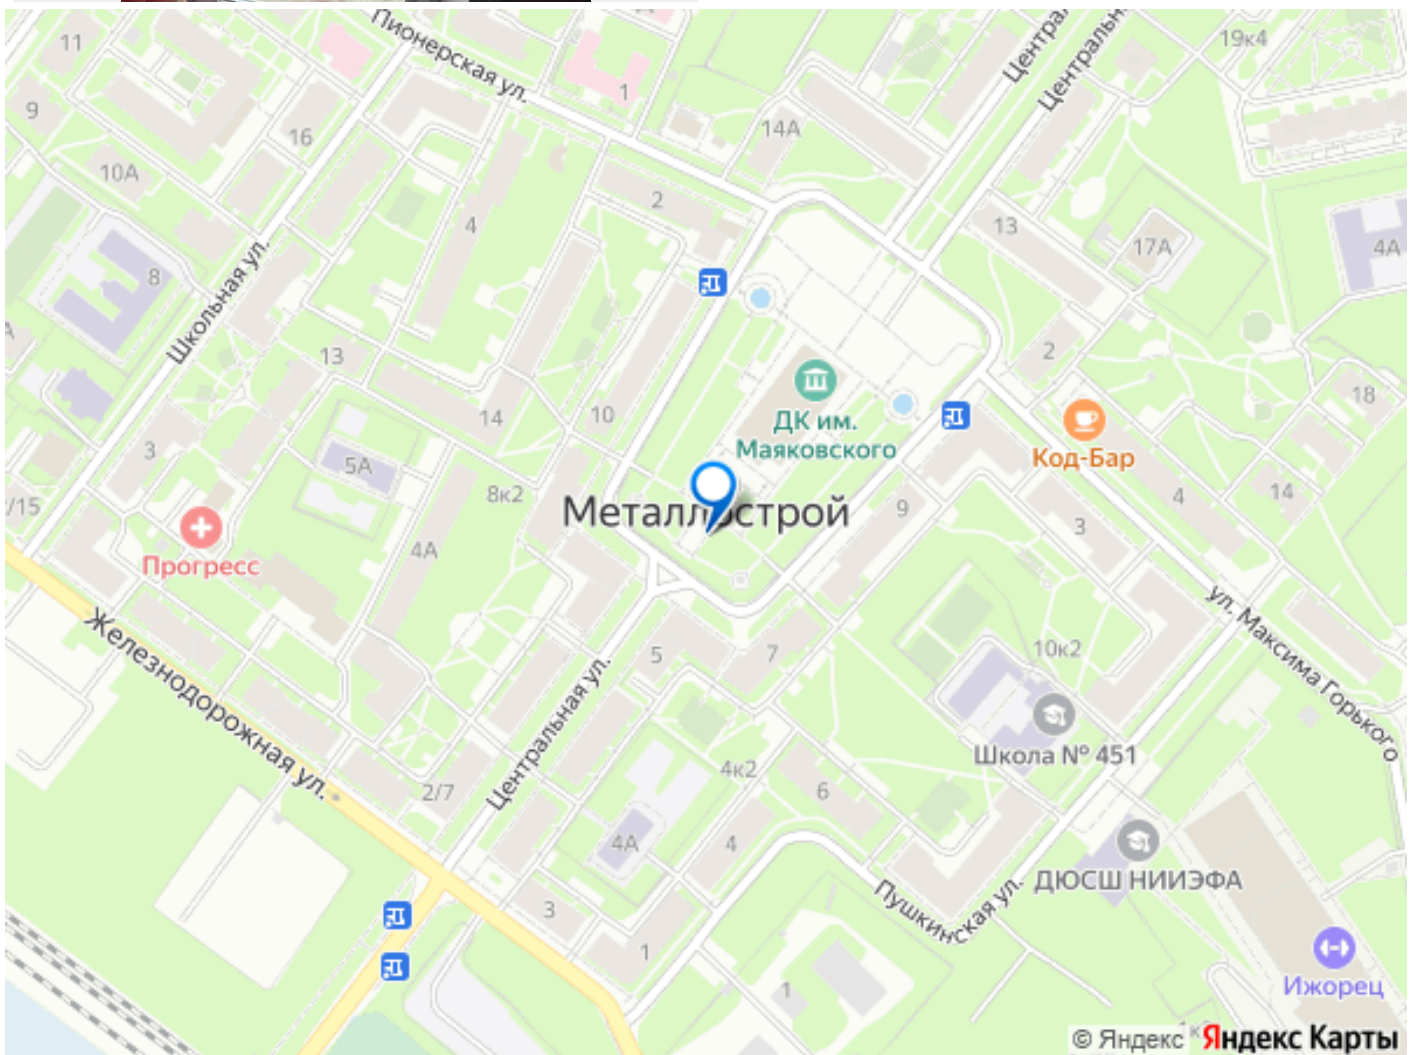 11
Пионерская ул.
Центра
Центральн
19к4
9
1
16
14А
10А
2
4
13
17А
4А
8
Школьная ул.
13
2
18
14
10
ДК им.
Маяковского
Код-Бар
3
5А
8к2
/15
4А
Металлострой
9
4
14
3
Прогресс
ул. Максима Горького
Железнодорожная ул.
5
7
10к2
Центральная ул.
Школа № 451
4к2
2/7
6
4А
4
ДЮСШ НИИЭФА
Пушкинская ул.
3
1
1
Ижорец
© Яндекс Яндекс Карты